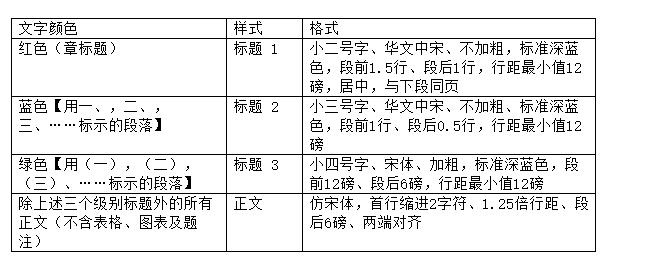 文字颜色 样式 格式
红色（章标题） 标题 1 小二号字、华文中宋、不加粗，标准深蓝
色，段前1.5行、段后1行，行距最小值12
磅，居中，与下段同页
蓝色【用一、，二、， 标题 2 小三号字、华文中宋、不加粗、标准深蓝
三、……标示的段落】 色，段前1行、段后0.5行，行距最小值12
磅
绿色【用（一），（二）， 标题 3 小四号字、宋体、加粗，标准深蓝色，段
（三）、……标示的段落】 前12磅、段后6磅，行距最小值12磅
除上述三个级别标题外的所有 正文 仿宋体，首行缩进2字符、1.25倍行距、段
正文（不含表格、图表及题 后6磅、两端对齐
注）